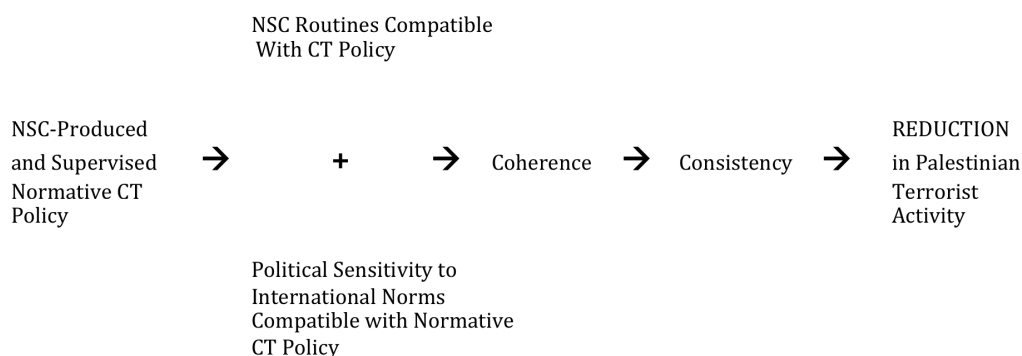 NSC Routines Compatible
With CT Policy
NSC-Produced
and Supervised
Normative CT
Policy
→
+
→
Coherence
→
Consistency
→
REDUCTION
in Palestinian
Terrorist
Activity
Political Sensitivity to
International Norms
Compatible with Normative
CT Policy